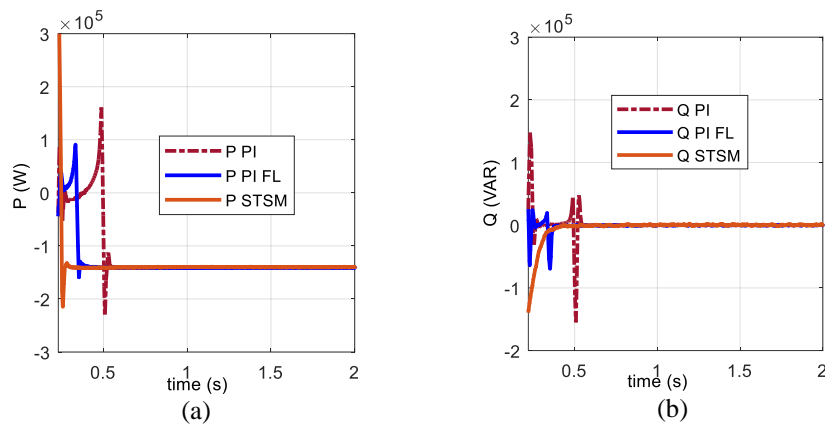 ×10^5
3
2
1
0
-1
-2
-3
P (W)
P PI
P PI FL
P STSM
0.5
1
1.5
2
time (s)
(a)
×10^5
3
2
1
0
-1
-2
Q (VAR)
Q PI
Q PI FL
Q STSM
0.5
1
1.5
2
time (s)
(b)